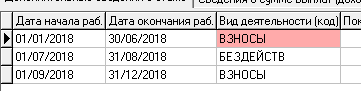 Дата начала раб. Дата окончания раб. Вид деятельности (код) Пок
01/01/2018 30/06/2018 ВЗНОСЫ
01/07/2018 31/08/2018 БЕЗДЕЙСТВ
01/09/2018 31/12/2018 ВЗНОСЫ